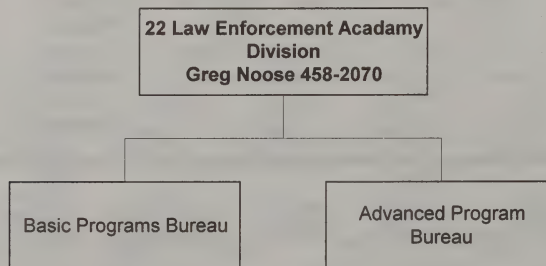 22 Law Enforcement Acadamy
Division
Greg Noose 458-2070
Basic Programs Bureau
Advanced Program
Bureau